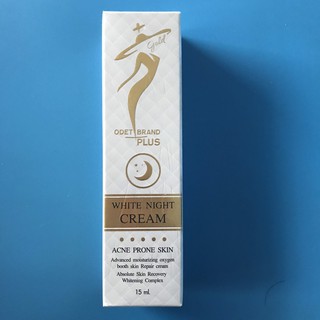 Gold
ODET BRAND
PLUS
WHITE NIGHT
CREAM
ACNE PRONE SKIN
Advanced moisturizing oxygen
booth skin Repair cream
Absolute Skin Recovery
Whitening Complex
15 ml.